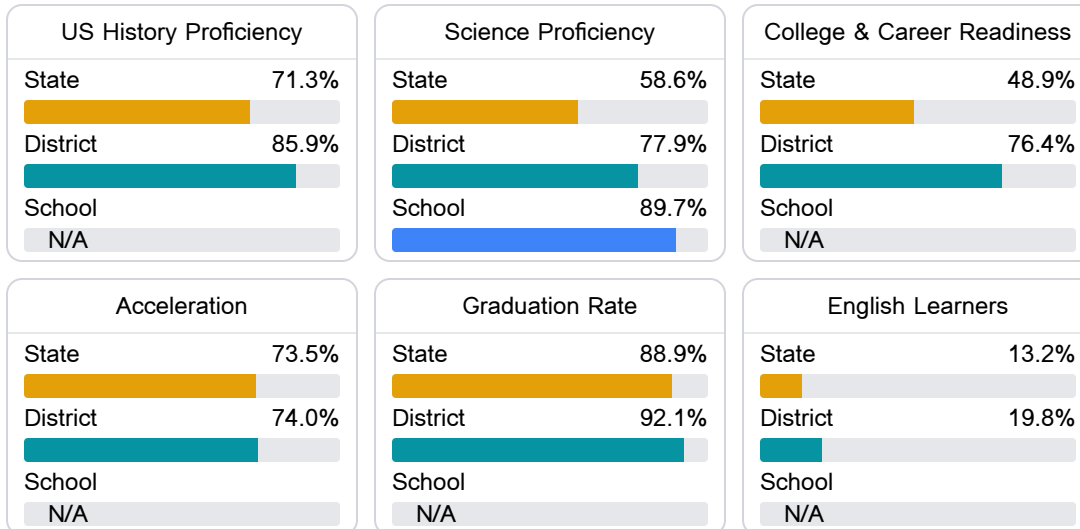 US History Proficiency
State 71.3%
District 85.9%
School
N/A
Science Proficiency
State 58.6%
District 77.9%
School 89.7%
College & Career Readiness
State 48.9%
District 76.4%
School
N/A
Acceleration
State 73.5%
District 74.0%
School
N/A
Graduation Rate
State 88.9%
District 92.1%
School
N/A
English Learners
State 13.2%
District 19.8%
School
N/A